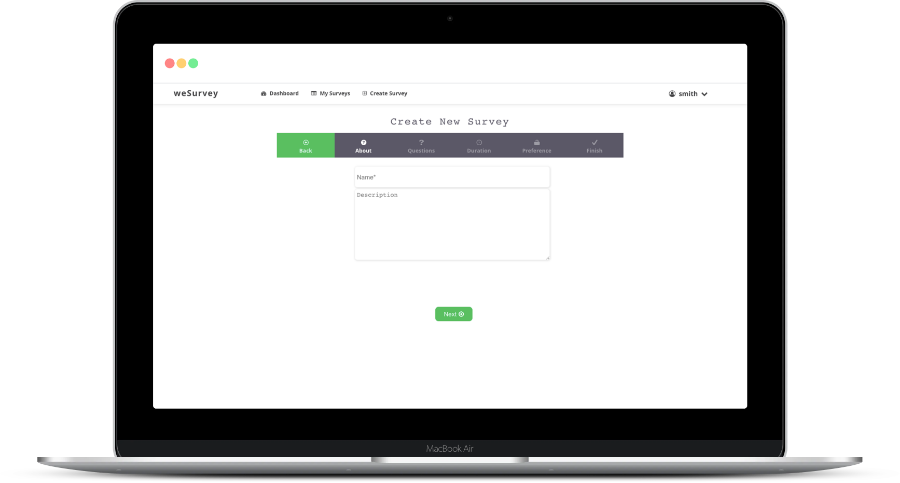 weSurvey Dashboard My Surveys Create Survey smith
Create New Survey
Back About Questions Duration Preference Finish
Name*
Description
Next
MacBook Air